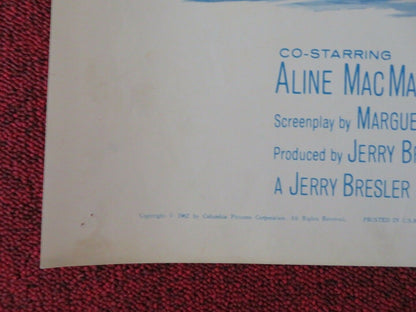 CO-STARRING
ALINE MACMA
Screenplay by MARGUE
Produced by JERRY BR
A JERRY BRESLER
Copyright © 1962 by Columbia Pictures Corporation. All Rights Reserved. PRINTED IN U.S.A.